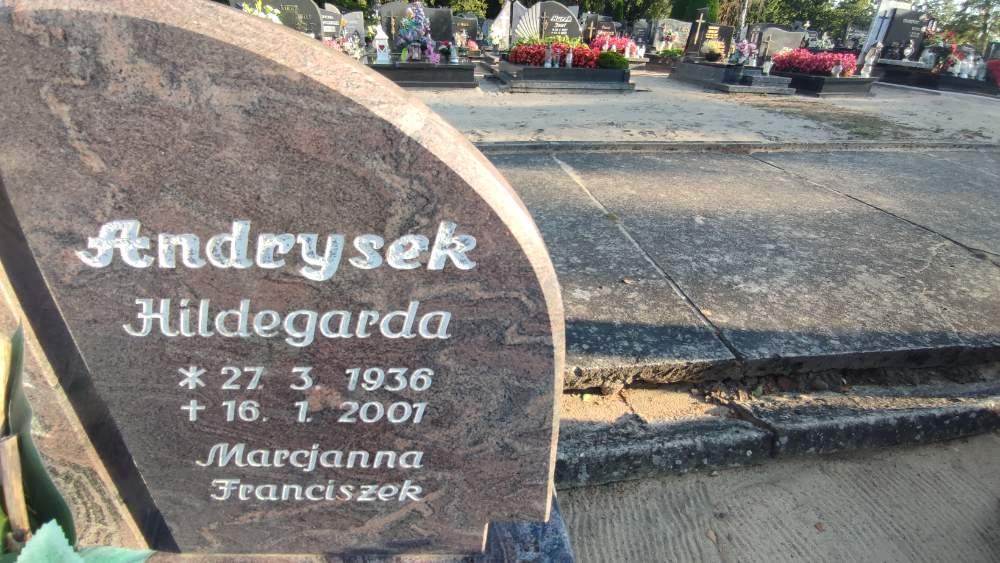 Andrysek
Hildegarda
* 27. 3. 1936
+ 16. 1. 2001
Marcjanna
Franciszek